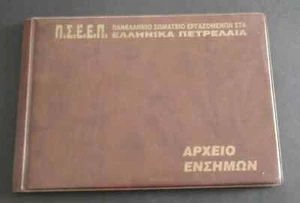 Π.Σ.Ε.Ε.Π. ΠΑΝΕΛΛΗΝΙΟ ΣΩΜΑΤΕΙΟ ΕΡΓΑΖΟΜΕΝΩΝ ΣΤΑ
ΕΛΛΗΝΙΚΑ ΠΕΤΡΕΛΑΙΑ
ΑΡΧΕΙΟ
ΕΝΣΗΜΩΝ